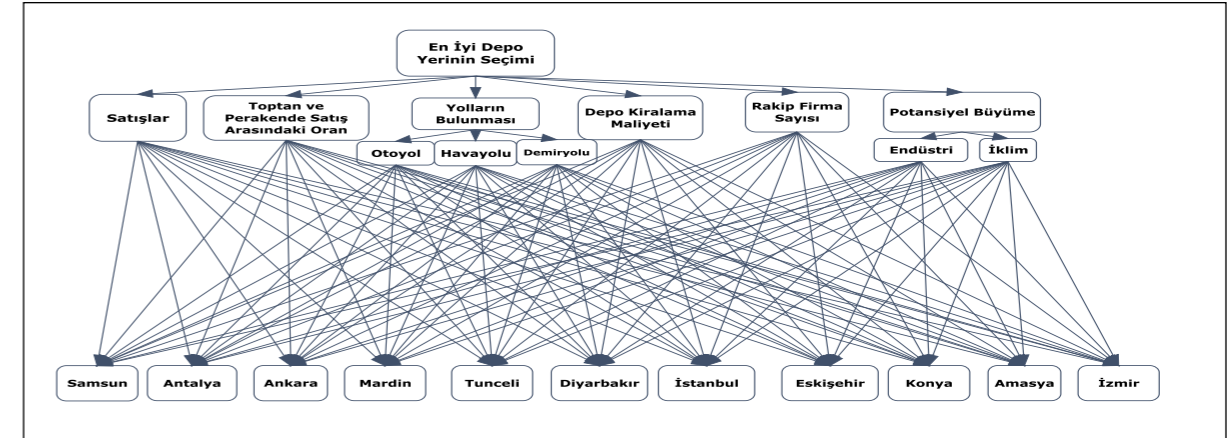 En İyi Depo
Yerinin Seçimi
Satışlar
Toptan ve
Perakende Satış
Arasındaki Oran
Yolların
Bulunması
Depo Kiralama
Maliyeti
Rakip Firma
Sayısı
Potansiyel Büyüme
Otoyol
Havayolu
Demiryolu
Endüstri
İklim
Samsun
Antalya
Ankara
Mardin
Tunceli
Diyarbakır
İstanbul
Eskişehir
Konya
Amasya
İzmir